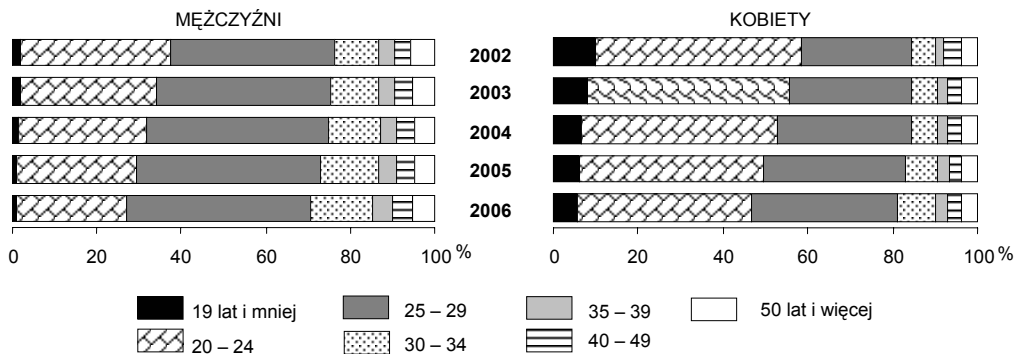 MĘŻCZYŹNI KOBIETY
2002
2003
2004
2005
2006
0 20 40 60 80 100 % 0 20 40 60 80 100 %
19 lat i mniej 25 – 29 35 – 39 50 lat i więcej
20 – 24 30 – 34 40 – 49